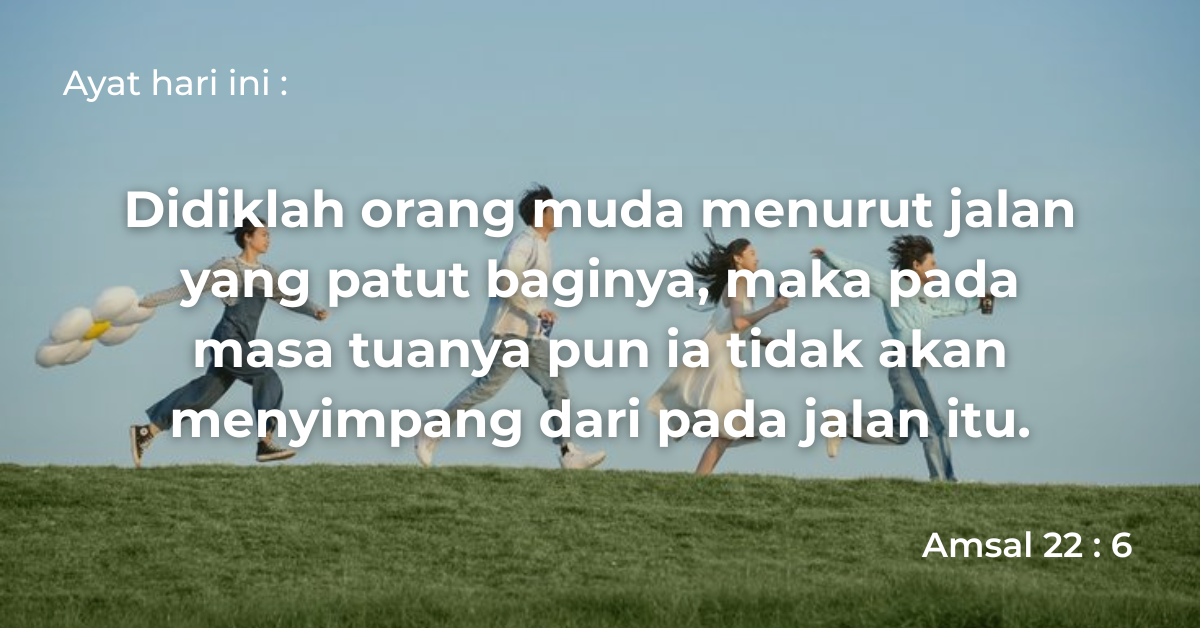 Ayat hari ini :
Didiklah orang muda menurut jalan
yang patut baginya, maka pada
masa tuanya pun ia tidak akan
menyimpang dari pada jalan itu.
Amsal 22 : 6